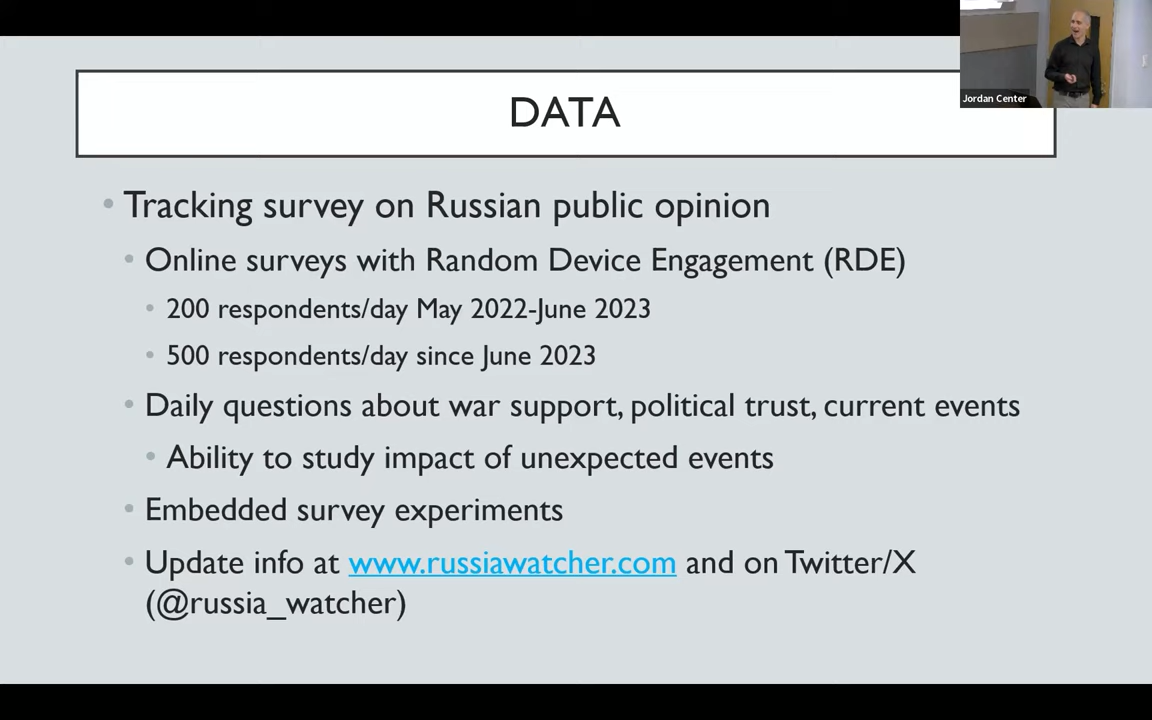 Jordan Center
DATA
• Tracking survey on Russian public opinion
• Online surveys with Random Device Engagement (RDE)
• 200 respondents/day May 2022-June 2023
• 500 respondents/day since June 2023
• Daily questions about war support, political trust, current events
• Ability to study impact of unexpected events
• Embedded survey experiments
• Update info at www.russiawatcher.com and on Twitter/X
(@russia_watcher)